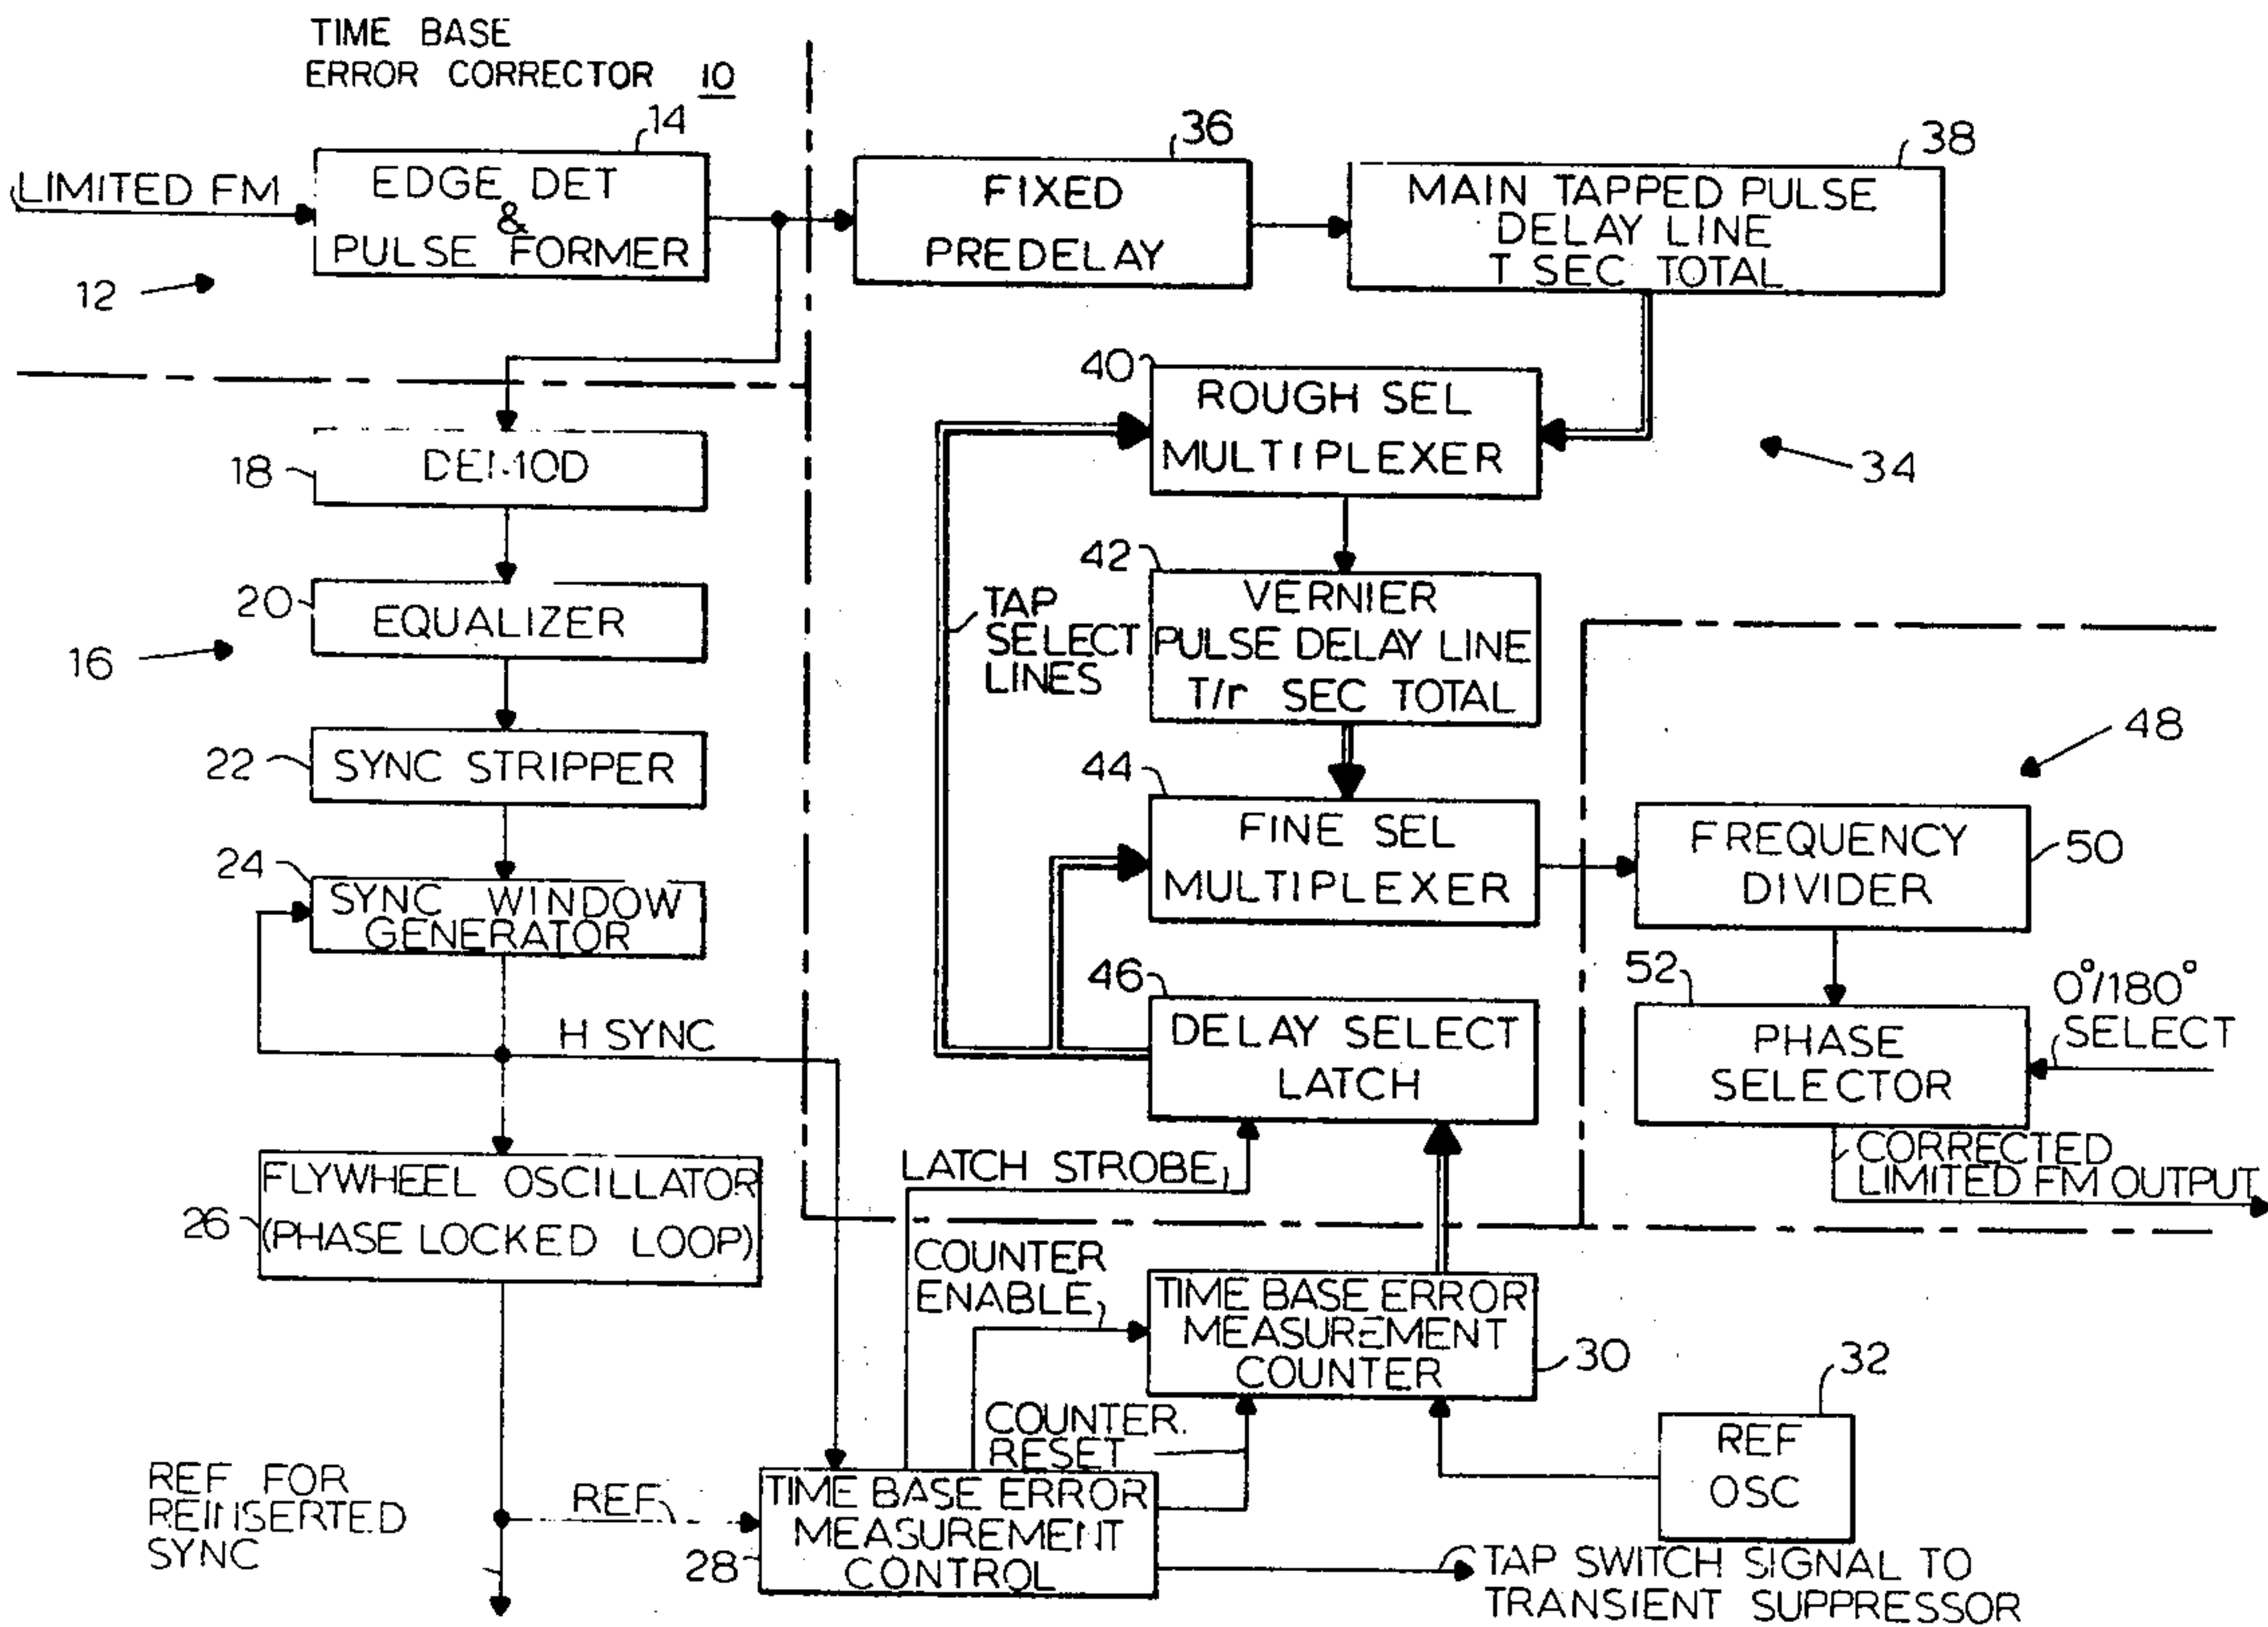 TIME BASE
ERROR CORRECTOR 10
14
LIMITED FM
EDGE DET
&
PULSE FORMER
12
36
FIXED
PREDELAY
38
MAIN TAPPED PULSE
DELAY LINE
T SEC TOTAL
18
DEMOD
20
EQUALIZER
16
22
SYNC STRIPPER
24
SYNC WINDOW
GENERATOR
H SYNC
26
FLYWHEEL OSCILLATOR
(PHASE LOCKED LOOP)
REF FOR
REINSERTED
SYNC
REF
40
ROUGH SEL
MULTIPLEXER
34
42
VERNIER
PULSE DELAY LINE
T/r SEC TOTAL
TAP
SELECT
LINES
44
FINE SEL
MULTIPLEXER
46
DELAY SELECT
LATCH
LATCH STROBE
48
FREQUENCY
DIVIDER
50
52
PHASE
SELECTOR
0°/180°
SELECT
CORRECTED
LIMITED FM OUTPUT
COUNTER
ENABLE
TIME BASE ERROR
MEASUREMENT
COUNTER
30
32
REF
OSC
COUNTER.
RESET
28
TIME BASE ERROR
MEASUREMENT
CONTROL
TAP SWITCH SIGNAL TO
TRANSIENT SUPPRESSOR